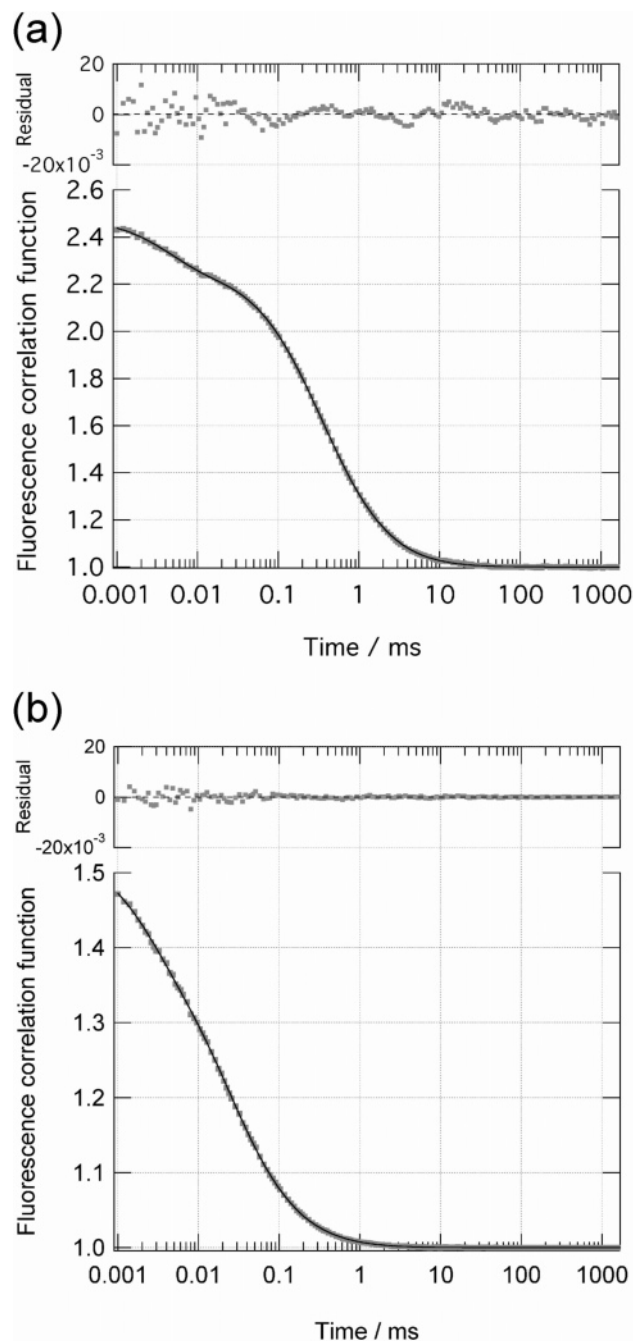 (a)
20
0
-20x10-3
Residual
2.6
2.4
2.2
2.0
1.8
1.6
1.4
1.2
1.0
Fluorescence correlation function
0.001 0.01 0.1 1 10 100 1000
Time / ms
(b)
20
0
-20x10-3
Residual
1.5
1.4
1.3
1.2
1.1
1.0
Fluorescence correlation function
0.001 0.01 0.1 1 10 100 1000
Time / ms